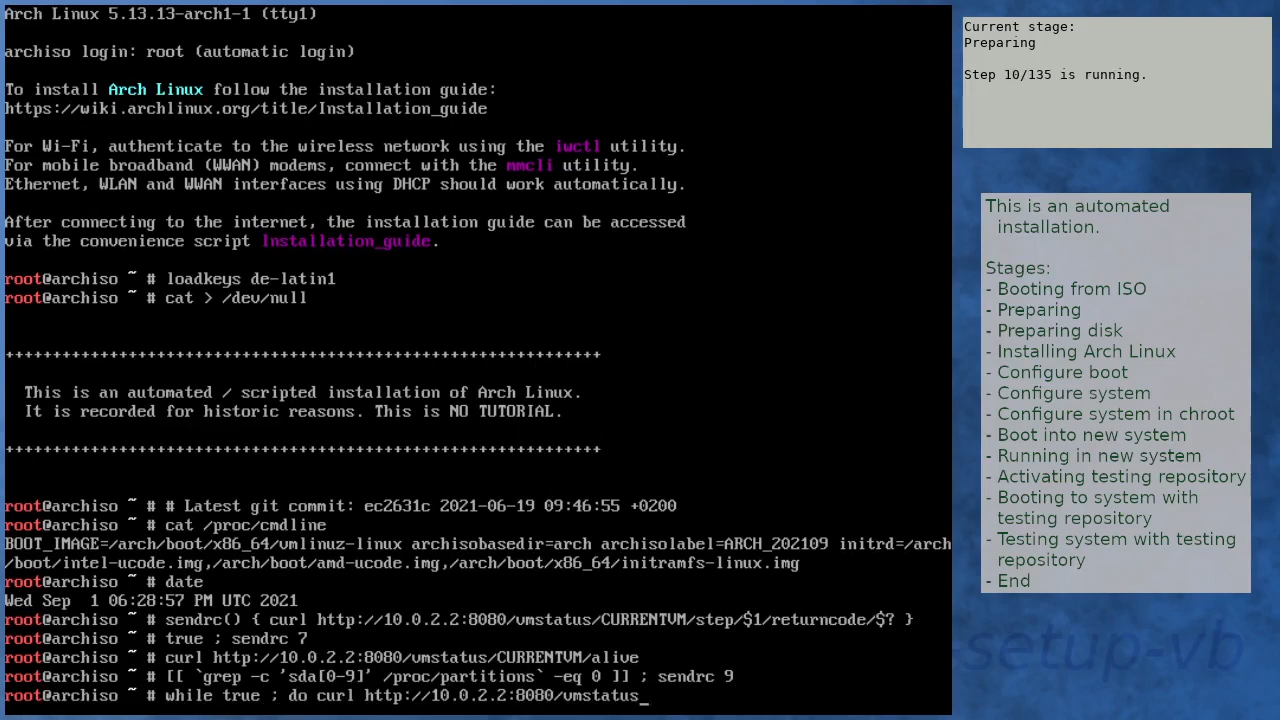 Arch Linux 5.13.13-arch1-1 (tty1)
archiso login: root (automatic login)
To install Arch Linux follow the installation guide:
https://wiki.archlinux.org/title/Installation_guide
For Wi-Fi, authenticate to the wireless network using the iwctl utility.
For mobile broadband (WWAN) modems, connect with the mmcli utility.
Ethernet, WLAN and WWAN interfaces using DHCP should work automatically.
After connecting to the internet, the installation guide can be accessed
via the convenience script Installation_guide.
root@archiso ~ # loadkeys de-latin1
root@archiso ~ # cat > /dev/null
+++++++++++++++++++++++++++++++++++++++++++++++++++++++++++++++
This is an automated / scripted installation of Arch Linux.
It is recorded for historic reasons. This is NO TUTORIAL.
+++++++++++++++++++++++++++++++++++++++++++++++++++++++++++++++
root@archiso ~ # # Latest git commit: ec2631c 2021-06-19 09:46:55 +0200
root@archiso ~ # cat /proc/cmdline
BOOT_IMAGE=/arch/boot/x86_64/vmlinuz-linux archisobasedir=arch archisolabel=ARCH_202109 initrd=/arch
/boot/intel-ucode.img,/arch/boot/amd-ucode.img,/arch/boot/x86_64/initramfs-linux.img
root@archiso ~ # date
Wed Sep  1 06:28:57 PM UTC 2021
root@archiso ~ # sendrc() { curl http://10.0.2.2:8080/vmstatus/CURRENTVM/step/$1/returncode/$? }
root@archiso ~ # true ; sendrc 7
root@archiso ~ # curl http://10.0.2.2:8080/vmstatus/CURRENTVM/alive
root@archiso ~ # [[ `grep -c 'sda[0-9]' /proc/partitions` -eq 0 ]] ; sendrc 9
root@archiso ~ # while true ; do curl http://10.0.2.2:8080/vmstatus_
Current stage:
Preparing
Step 10/135 is running.
This is an automated
installation.
Stages:
- Booting from ISO
- Preparing
- Preparing disk
- Installing Arch Linux
- Configure boot
- Configure system
- Configure system in chroot
- Boot into new system
- Running in new system
- Activating testing repository
- Booting to system with
testing repository
- Testing system with testing
repository
- End
-setup-vb